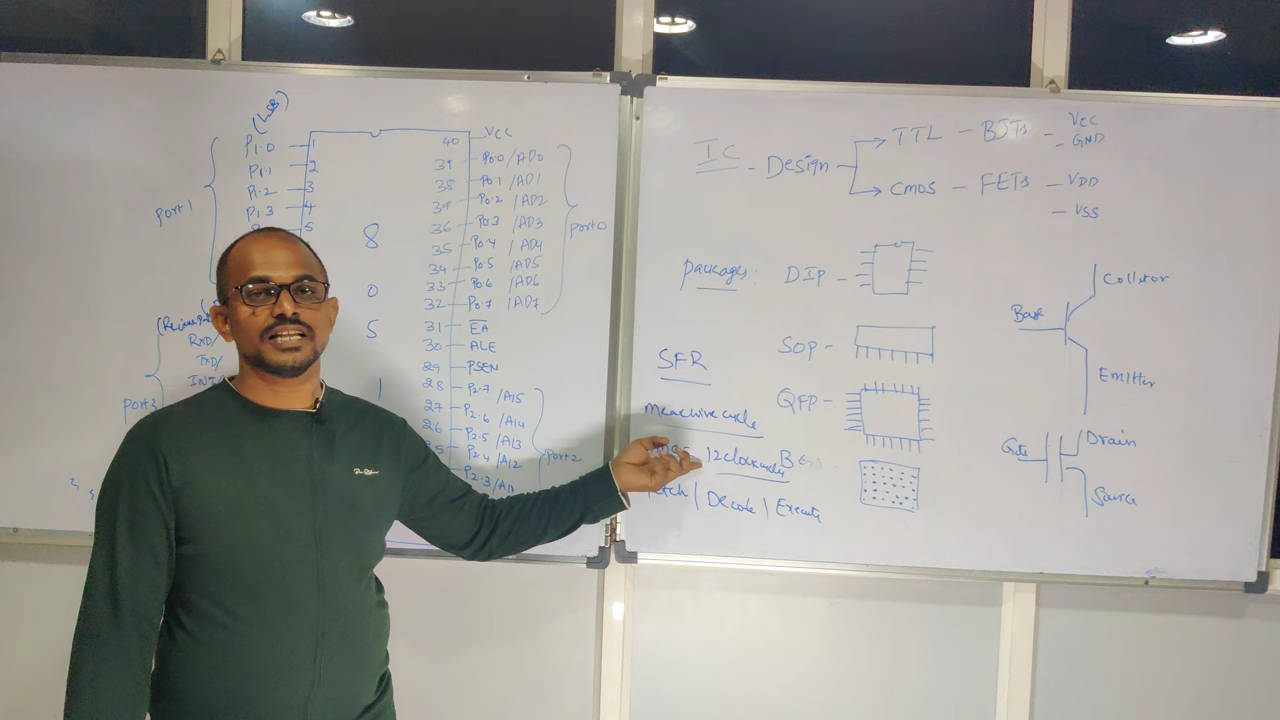 (LSB)
P1.0 1
P1.1 2
P1.2 3
P1.3 4
5
Port 1
RXD/
TXD/
INT/
Port3
8
0
5
1
40 VCC
39 P0.0/AD0
38 P0.1/AD1
37 P0.2/AD2
36 P0.3/AD3
35 P0.4/AD4
34 P0.5/AD5
33 P0.6/AD6
32 P0.7/AD7
Port0
31 EA
30 ALE
29 PSEN
28 P2.7/A15
27 P2.6/A14
26 P2.5/A13
P2.4/A12
P2.3/A11
Port2
IC - Design
TTL - BJTs - VCC
- GND
CMOS - FETs - VDD
- VSS
packages:
DIP -
SOP -
QFP -
SFR
12 clock cycles
Decode | Execute
Collitor
Base
Emitter
Gate
Drain
Source